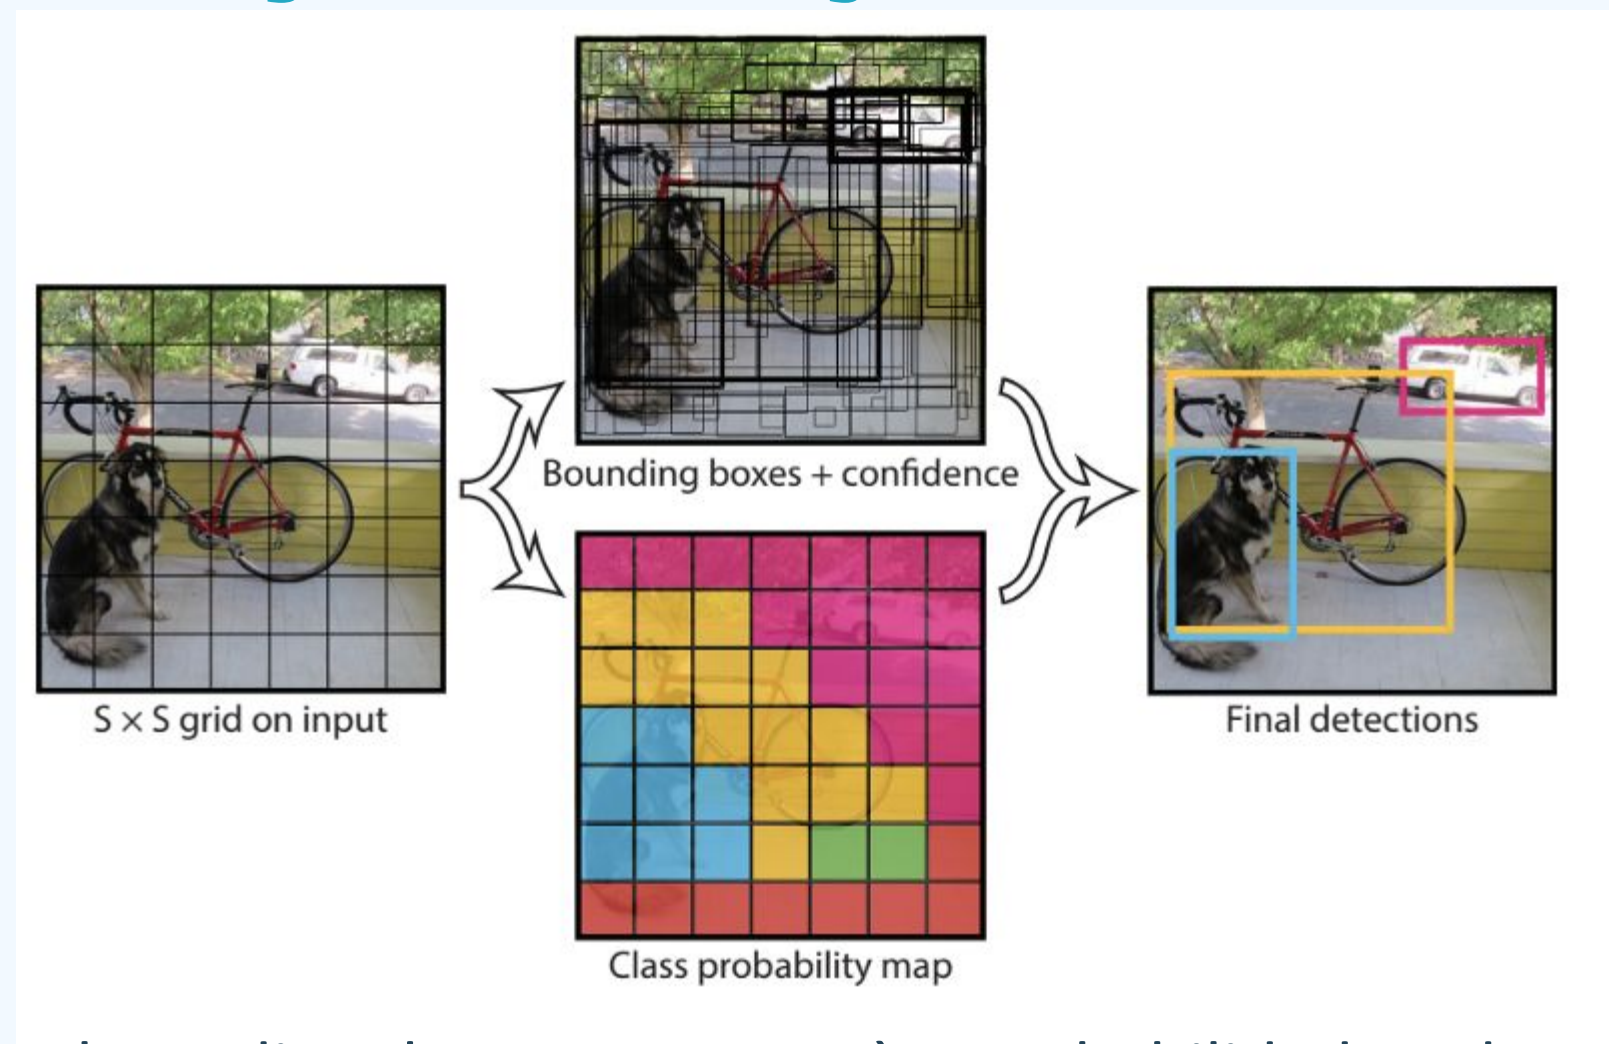 Bounding boxes + confidence
S × S grid on input
Final detections
Class probability map